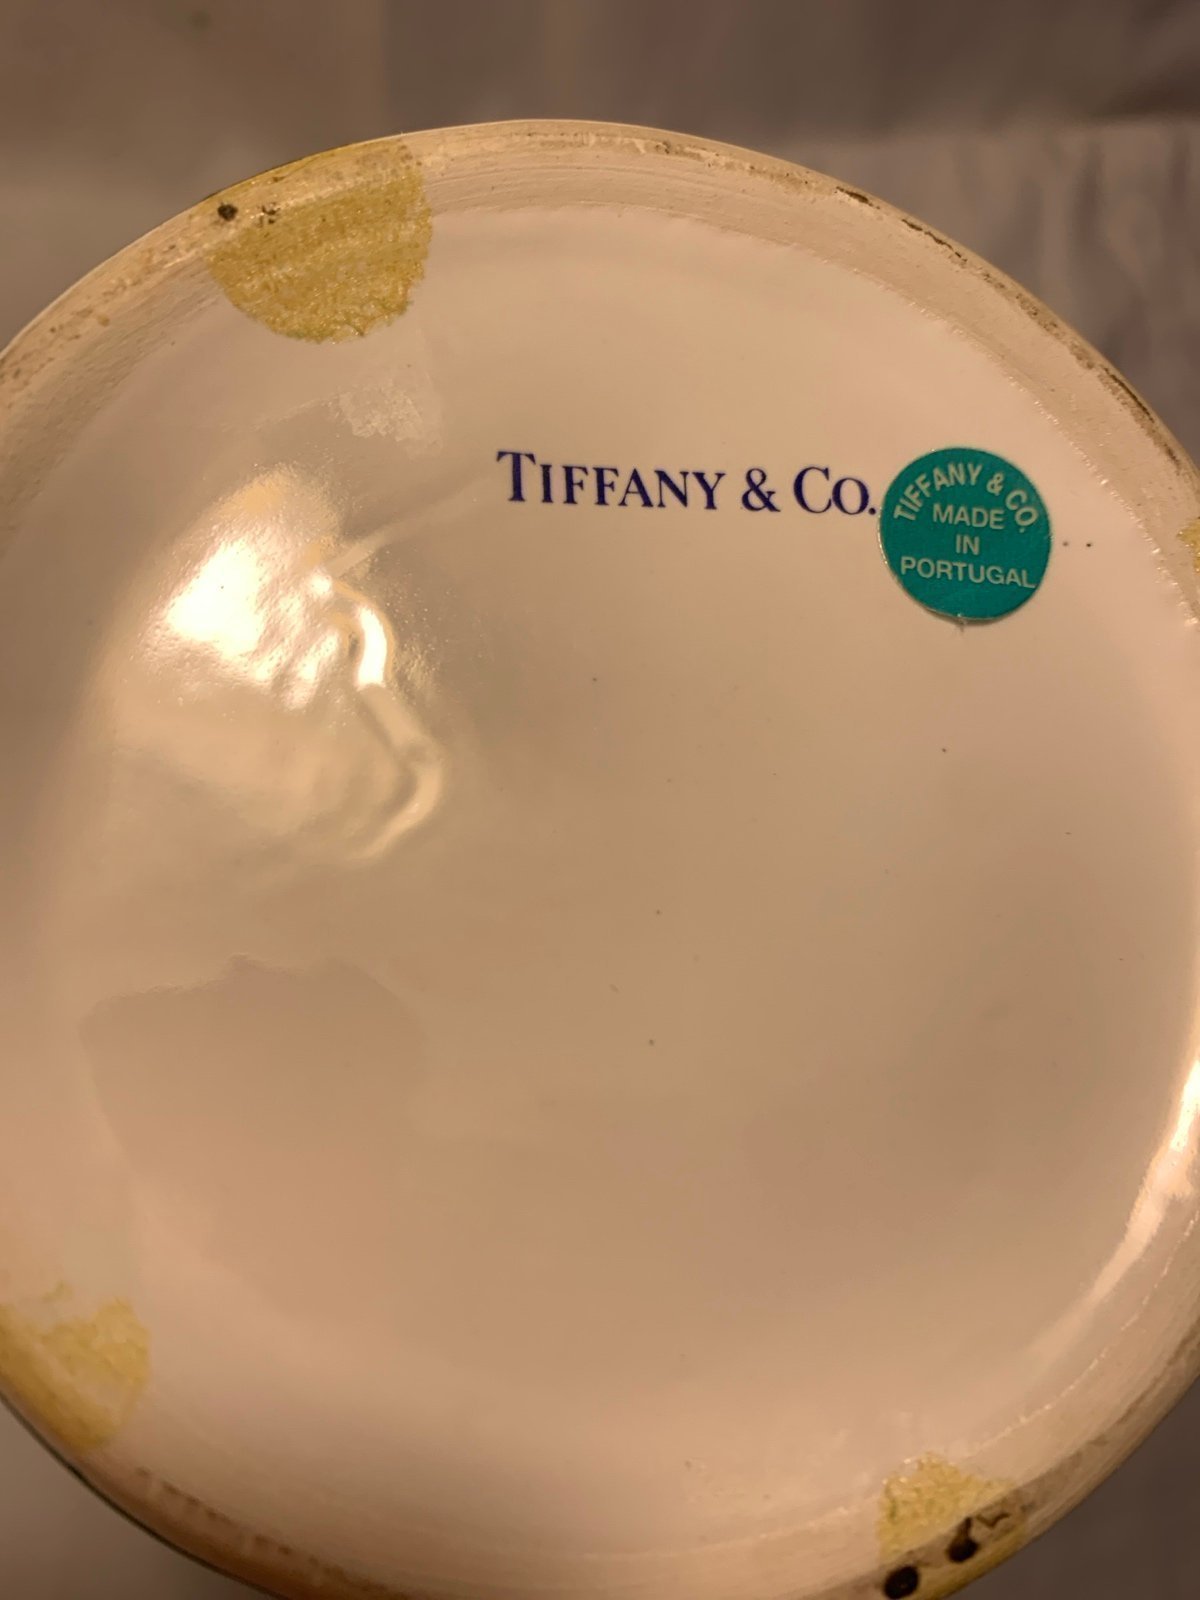 TIFFANY & CO.
TIFFANY & CO.
MADE
IN
PORTUGAL